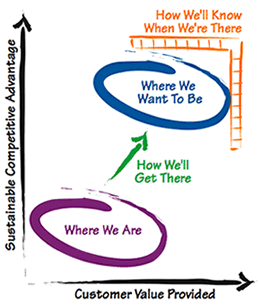 How We'll Know
When We're There
Where We
Want To Be
How We'll
Get There
Where We Are
Sustainable Competitive Advantage
Customer Value Provided